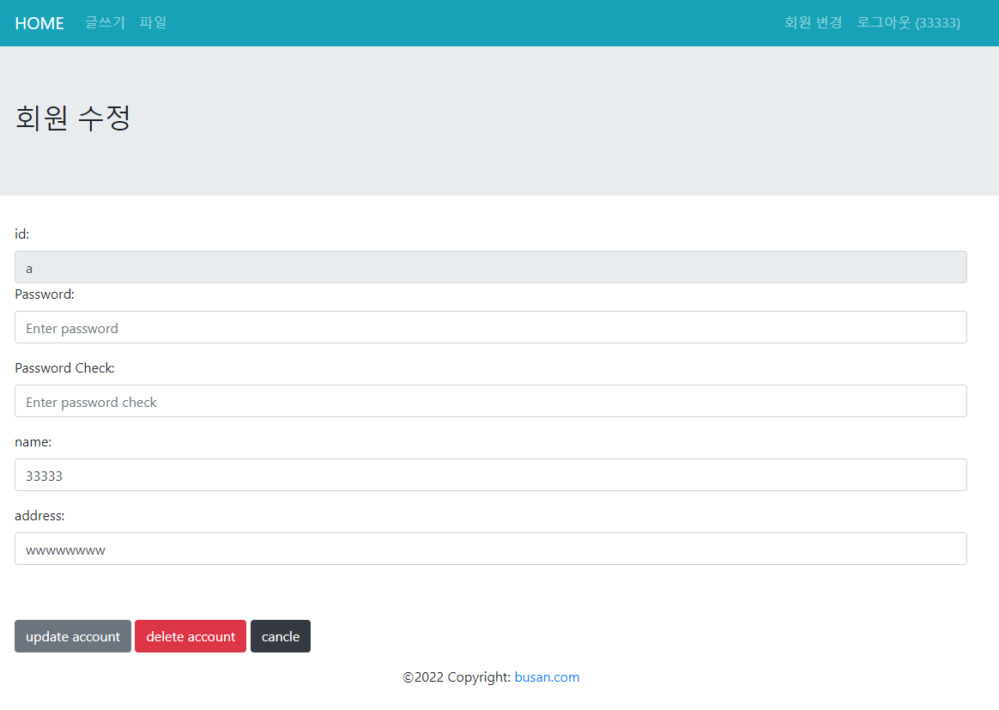 HOME 글쓰기 파일 회원 변경 로그아웃 (33333)
회원 수정
id:
a
Password:
Enter password
Password Check:
Enter password check
name:
33333
address:
wwwwwwww
update account delete account cancle
©2022 Copyright: busan.com